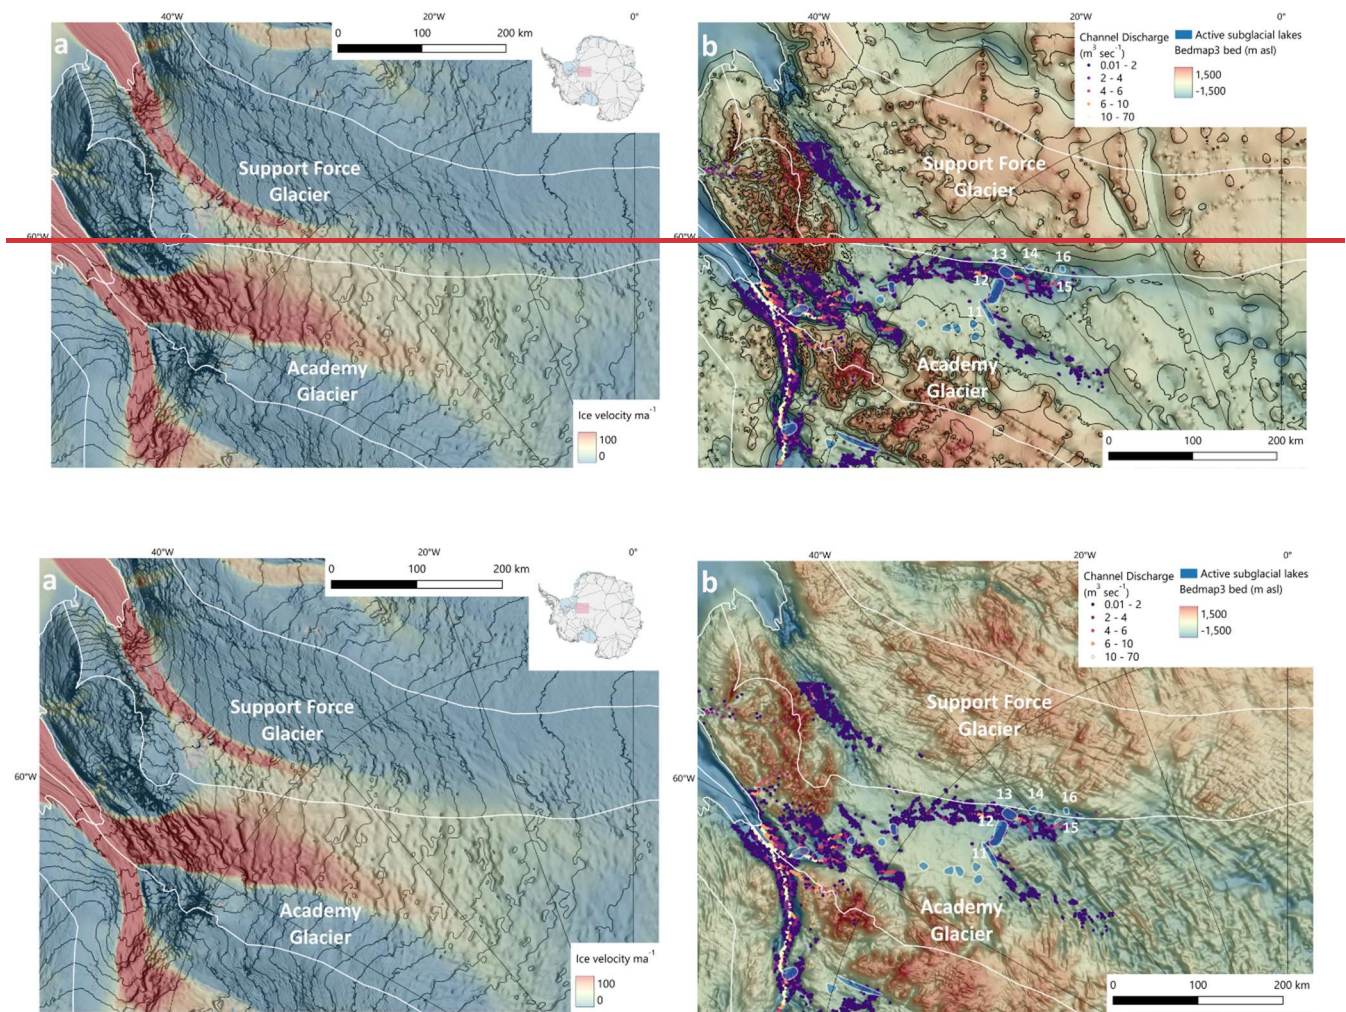 40°W
20°W
0°
a
0 100 200 km
Support Force
Glacier
60°W
Academy
Glacier
Ice velocity ma⁻¹
100
0
40°W
20°W
0°
b
Channel Discharge
(m³ sec⁻¹)
0.01 - 2
2 - 4
4 - 6
6 - 10
10 - 70
Active subglacial lakes
Bedmap3 bed (m asl)
1,500
-1,500
Support Force
Glacier
60°W
13
14
16
12
15
11
Academy
Glacier
0 100 200 km
40°W
20°W
0°
a
0 100 200 km
Support Force
Glacier
60°W
Academy
Glacier
Ice velocity ma⁻¹
100
0
40°W
20°W
0°
b
Channel Discharge
(m³ sec⁻¹)
0.01 - 2
2 - 4
4 - 6
6 - 10
10 - 70
Active subglacial lakes
Bedmap3 bed (m asl)
1,500
-1,500
Support Force
Glacier
60°W
13
14
16
12
15
11
Academy
Glacier
0 100 200 km